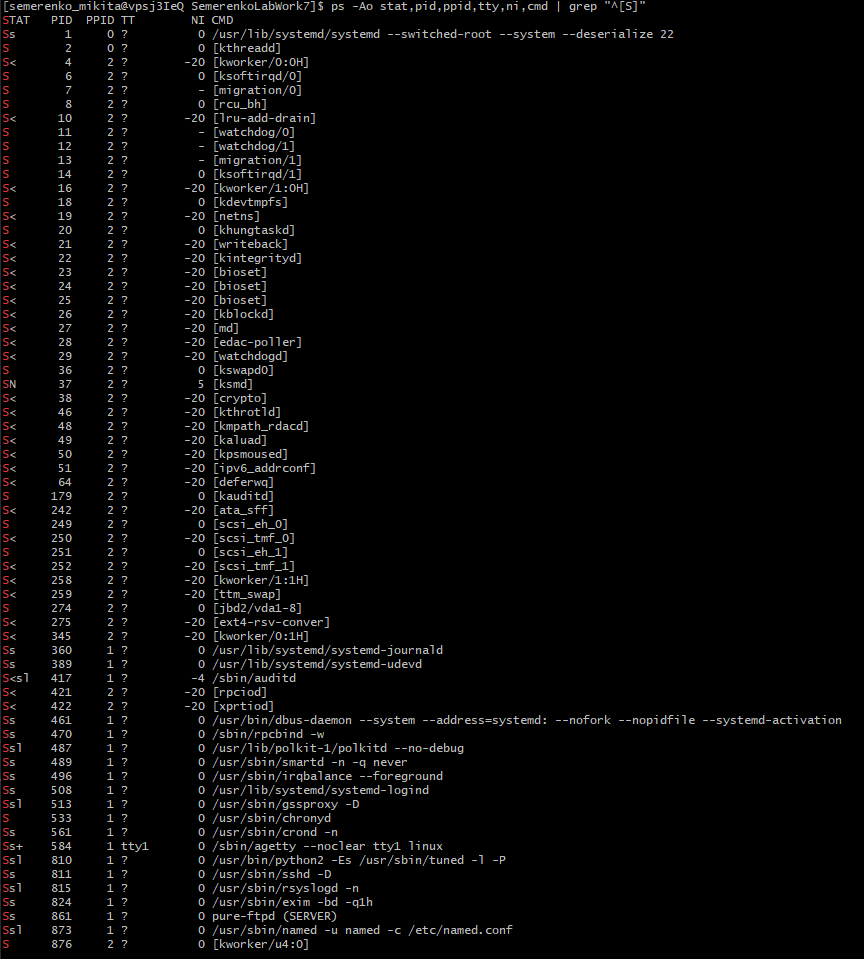 [semerenko_mikita@vpsj3IeQ SemerenkoLabWork7]$ ps -Ao stat,pid,ppid,tty,ni,cmd | grep "^[S]"
STAT   PID  PPID TT        NI CMD
Ss       1     0 ?          0 /usr/lib/systemd/systemd --switched-root --system --deserialize 22
S        2     0 ?          0 [kthreadd]
S<       4     2 ?        -20 [kworker/0:0H]
S        6     2 ?          0 [ksoftirqd/0]
S        7     2 ?          - [migration/0]
S        8     2 ?          0 [rcu_bh]
S<      10     2 ?        -20 [lru-add-drain]
S       11     2 ?          - [watchdog/0]
S       12     2 ?          - [watchdog/1]
S       13     2 ?          - [migration/1]
S       14     2 ?          0 [ksoftirqd/1]
S<      16     2 ?        -20 [kworker/1:0H]
S       18     2 ?          0 [kdevtmpfs]
S<      19     2 ?        -20 [netns]
S       20     2 ?          0 [khungtaskd]
S<      21     2 ?        -20 [writeback]
S<      22     2 ?        -20 [kintegrityd]
S<      23     2 ?        -20 [bioset]
S<      24     2 ?        -20 [bioset]
S<      25     2 ?        -20 [bioset]
S<      26     2 ?        -20 [kblockd]
S<      27     2 ?        -20 [md]
S<      28     2 ?        -20 [edac-poller]
S<      29     2 ?        -20 [watchdogd]
S       36     2 ?          0 [kswapd0]
SN      37     2 ?          5 [ksmd]
S<      38     2 ?        -20 [crypto]
S<      46     2 ?        -20 [kthrotld]
S<      48     2 ?        -20 [kmpath_rdacd]
S<      49     2 ?        -20 [kaluad]
S<      50     2 ?        -20 [kpsmoused]
S<      51     2 ?        -20 [ipv6_addrconf]
S<      64     2 ?        -20 [deferwq]
S      179     2 ?          0 [kauditd]
S<     242     2 ?        -20 [ata_sff]
S      249     2 ?          0 [scsi_eh_0]
S<     250     2 ?        -20 [scsi_tmf_0]
S      251     2 ?          0 [scsi_eh_1]
S<     252     2 ?        -20 [scsi_tmf_1]
S<     258     2 ?        -20 [kworker/1:1H]
S<     259     2 ?        -20 [ttm_swap]
S      274     2 ?          0 [jbd2/vda1-8]
S<     275     2 ?        -20 [ext4-rsv-conver]
S<     345     2 ?        -20 [kworker/0:1H]
Ss     360     1 ?          0 /usr/lib/systemd/systemd-journald
Ss     389     1 ?          0 /usr/lib/systemd/systemd-udevd
S<sl   417     1 ?         -4 /sbin/auditd
S<     421     2 ?        -20 [rpciod]
S<     422     2 ?        -20 [xprtiod]
Ss     461     1 ?          0 /usr/bin/dbus-daemon --system --address=systemd: --nofork --nopidfile --systemd-activation
Ss     470     1 ?          0 /sbin/rpcbind -w
Ssl    487     1 ?          0 /usr/lib/polkit-1/polkitd --no-debug
Ss     489     1 ?          0 /usr/sbin/smartd -n -q never
Ss     496     1 ?          0 /usr/sbin/irqbalance --foreground
Ss     508     1 ?          0 /usr/lib/systemd/systemd-logind
Ssl    513     1 ?          0 /usr/sbin/gssproxy -D
S      533     1 ?          0 /usr/sbin/chronyd
Ss     561     1 ?          0 /usr/sbin/crond -n
Ss+    584     1 tty1       0 /sbin/agetty --noclear tty1 linux
Ssl    810     1 ?          0 /usr/bin/python2 -Es /usr/sbin/tuned -l -P
Ss     811     1 ?          0 /usr/sbin/sshd -D
Ssl    815     1 ?          0 /usr/sbin/rsyslogd -n
Ss     824     1 ?          0 /usr/sbin/exim -bd -q1h
Ss     861     1 ?          0 pure-ftpd (SERVER)
Ssl    873     1 ?          0 /usr/sbin/named -u named -c /etc/named.conf
S      876     2 ?          0 [kworker/u4:0]